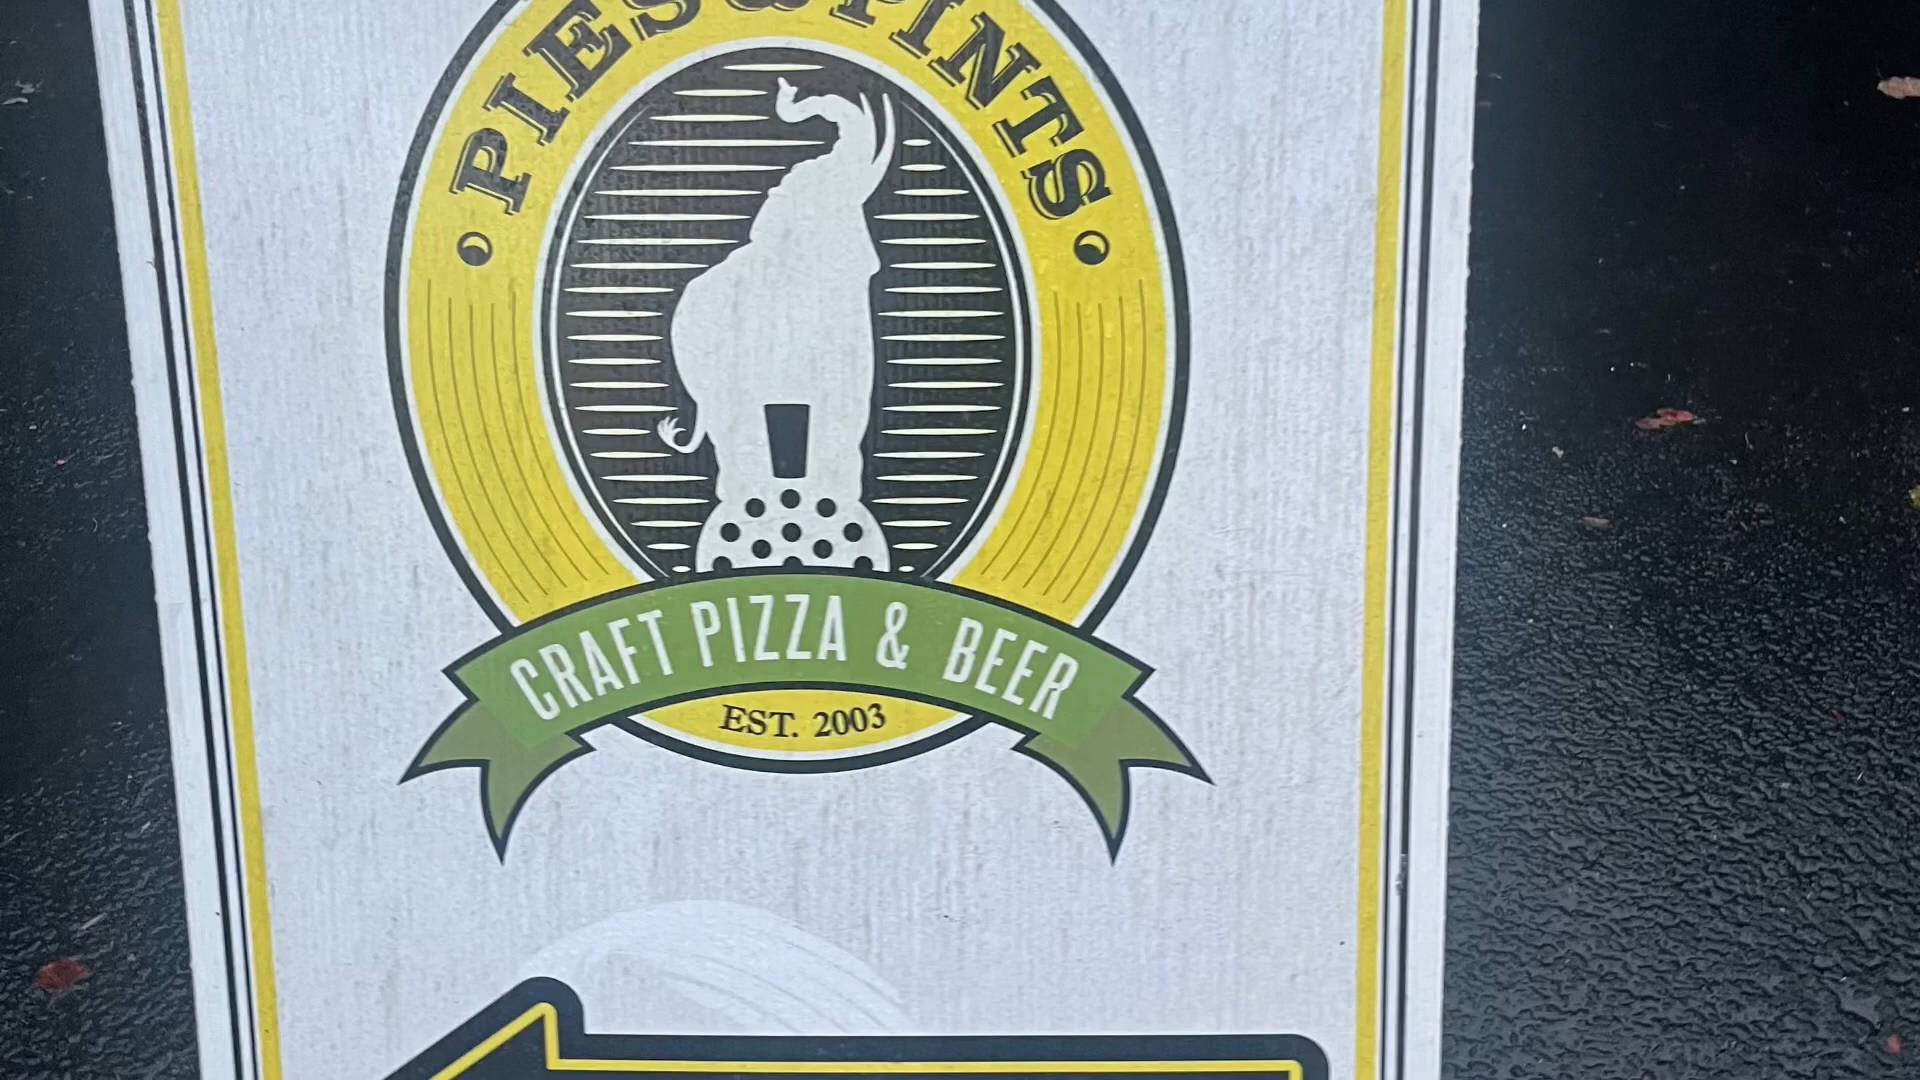 PIES & PINTS
CRAFT PIZZA & BEER
EST. 2003